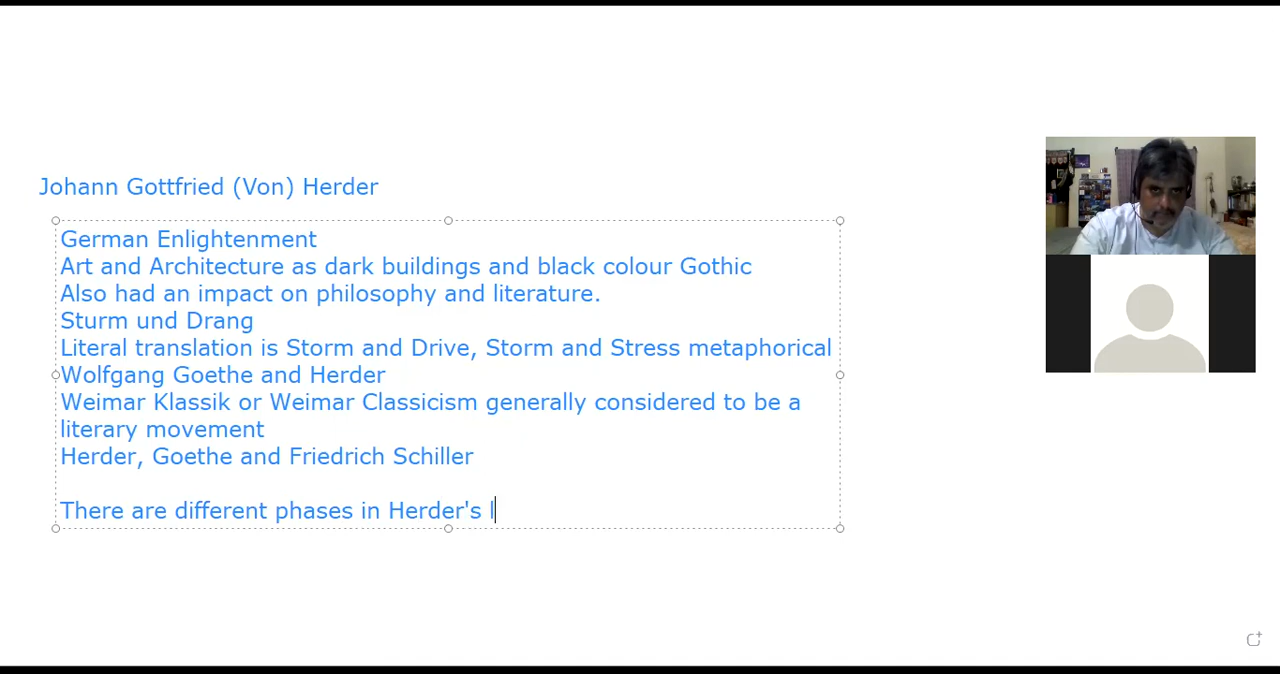 Johann Gottfried (Von) Herder
German Enlightenment
Art and Architecture as dark buildings and black colour Gothic
Also had an impact on philosophy and literature.
Sturm und Drang
Literal translation is Storm and Drive, Storm and Stress metaphorical
Wolfgang Goethe and Herder
Weimar Klassik or Weimar Classicism generally considered to be a
literary movement
Herder, Goethe and Friedrich Schiller
There are different phases in Herder's l